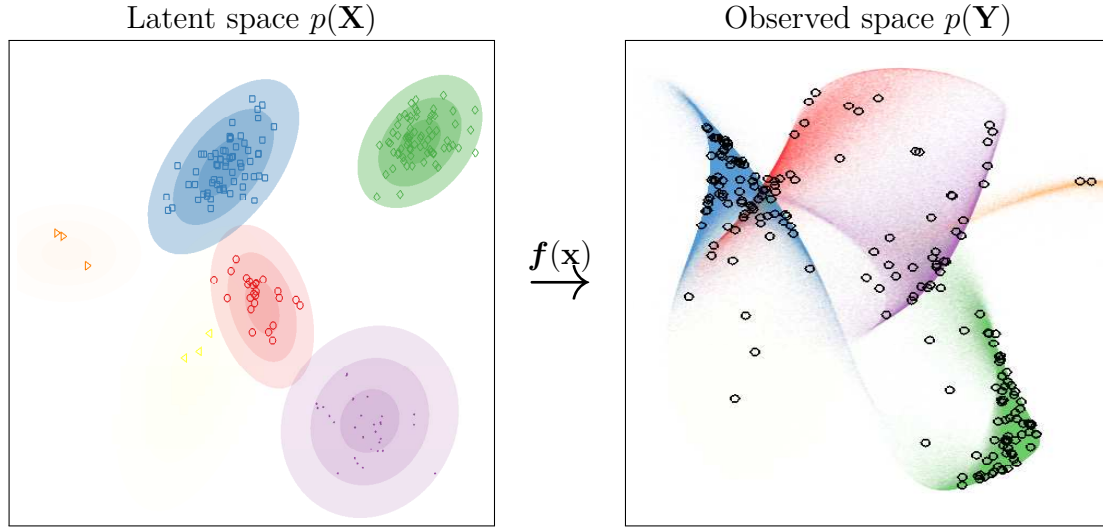 Latent space p(X)
Observed space p(Y)
f(x)
→